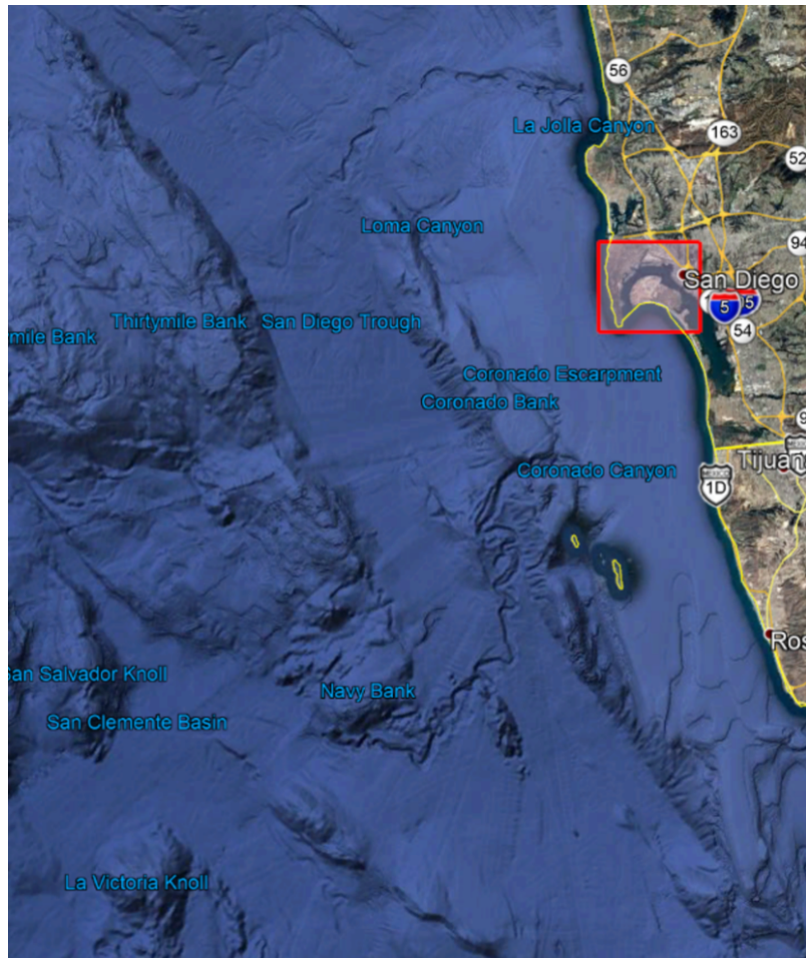 56
La Jolla Canyon
163
52
Loma Canyon
94
San Diego
5
54
Thirtymile Bank
San Diego Trough
mile Bank
Coronado Escarpment
Coronado Bank
9
Coronado Canyon
Tijuan
1D
Ros
San Salvador Knoll
Navy Bank
San Clemente Basin
La Victoria Knoll